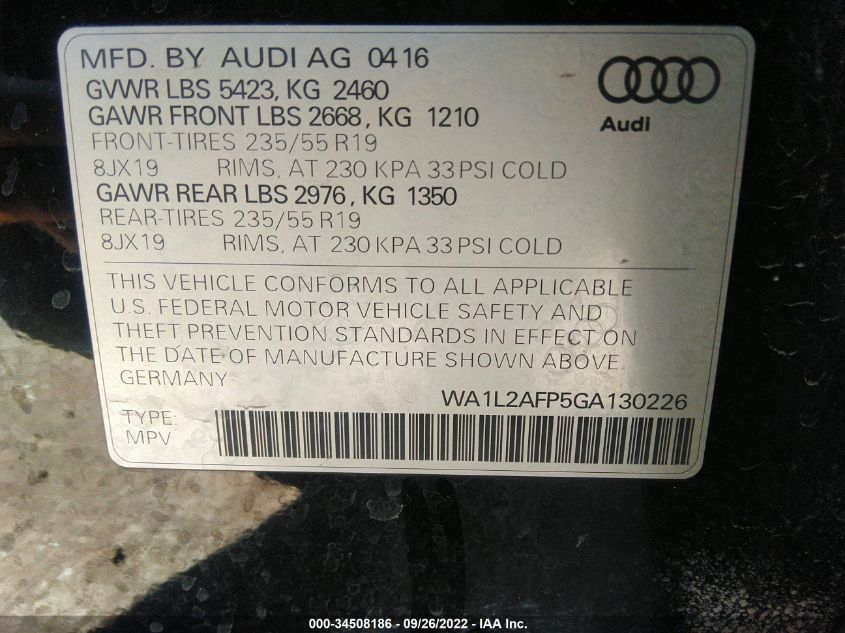 MFD. BY AUDI AG 04 16
GVWR LBS 5423, KG 2460
GAWR FRONT LBS 2668, KG 1210
FRONT-TIRES 235/55 R19
8JX19 RIMS, AT 230 KPA 33 PSI COLD
GAWR REAR LBS 2976, KG 1350
REAR-TIRES 235/55 R19
8JX19 RIMS, AT 230 KPA 33 PSI COLD
Audi
THIS VEHICLE CONFORMS TO ALL APPLICABLE
U.S. FEDERAL MOTOR VEHICLE SAFETY AND
THEFT PREVENTION STANDARDS IN EFFECT ON
THE DATE OF MANUFACTURE SHOWN ABOVE
GERMANY
WA1L2AFP5GA130226
TYPE:
MPV
000-34508186 - 09/26/2022 - IAA Inc.